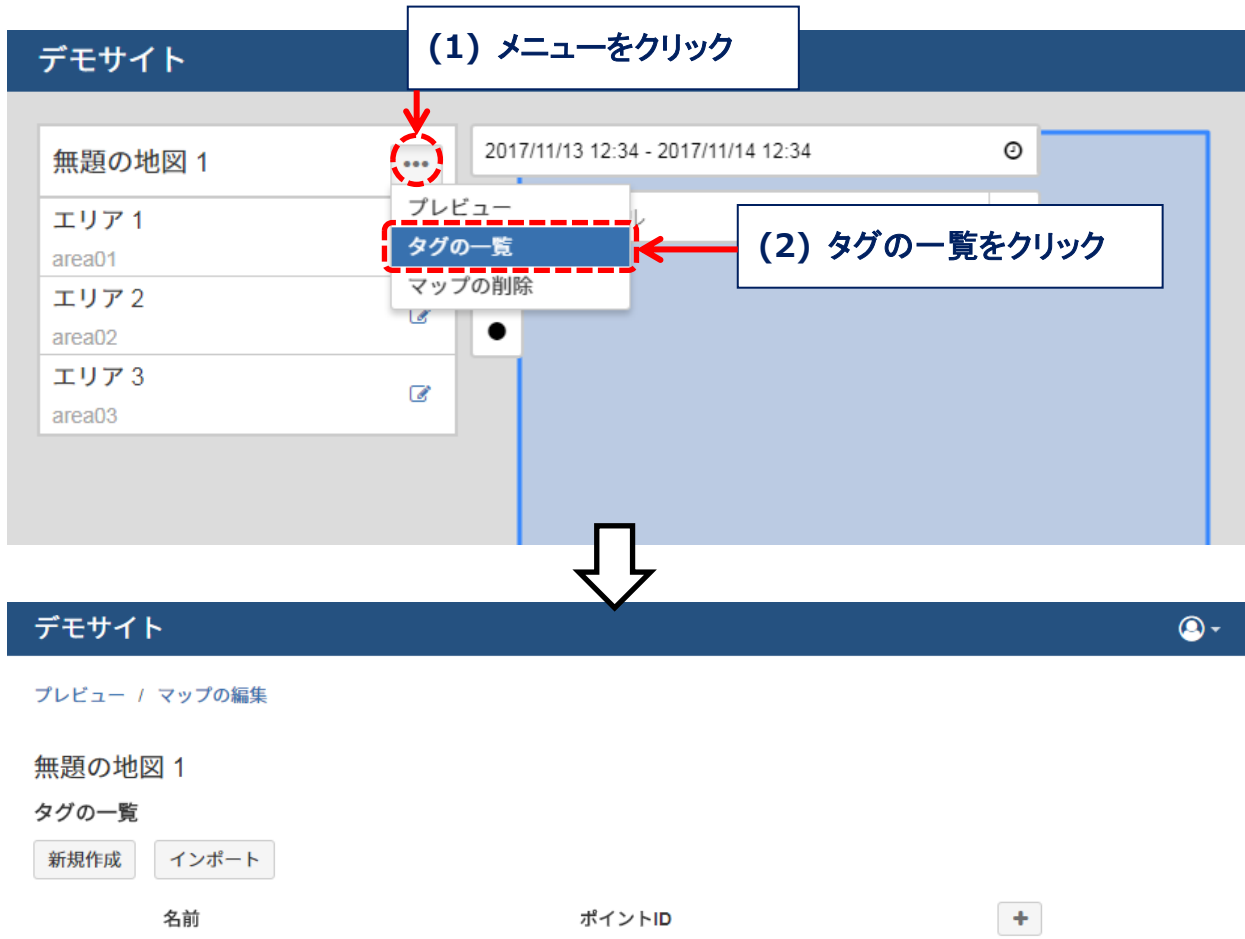 (1) メニューをクリック
デモサイト
無題の地図 1
2017/11/13 12:34 - 2017/11/14 12:34
プレビュー
タグの一覧
マップの削除
(2) タグの一覧をクリック
エリア 1
area01
エリア 2
area02
エリア 3
area03
デモサイト
プレビュー / マップの編集
無題の地図 1
タグの一覧
新規作成 インポート
名前 ポイントID